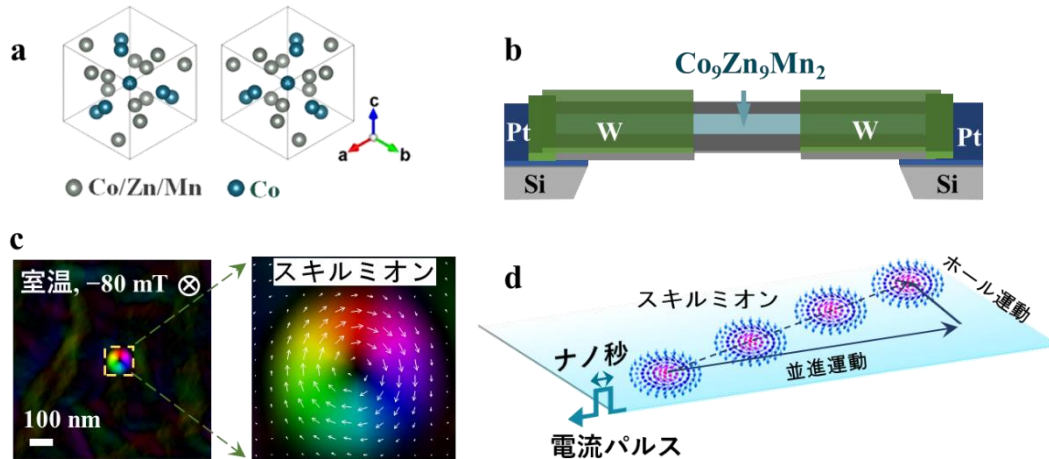 a
c
a
b
Co/Zn/Mn
Co
b
Co₉Zn₉Mn₂
Pt
W
W
Pt
Si
Si
c
室温, −80 mT ⊗
100 nm
スキルミオン
d
スキルミオン
ホール運動
ナノ秒
並進運動
電流パルス